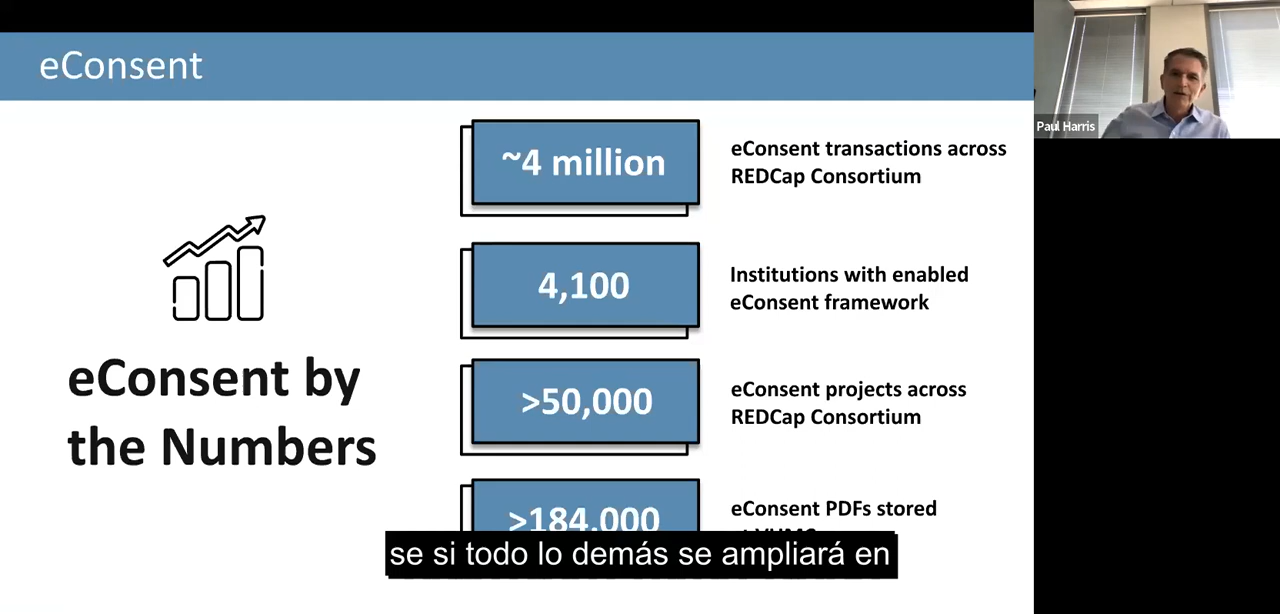 eConsent
Paul Harris
~4 million
eConsent transactions across
REDCap Consortium
4,100
Institutions with enabled
eConsent framework
eConsent by
the Numbers
>50,000
eConsent projects across
REDCap Consortium
>184,000
eConsent PDFs stored
se si todo lo demás se ampliará en